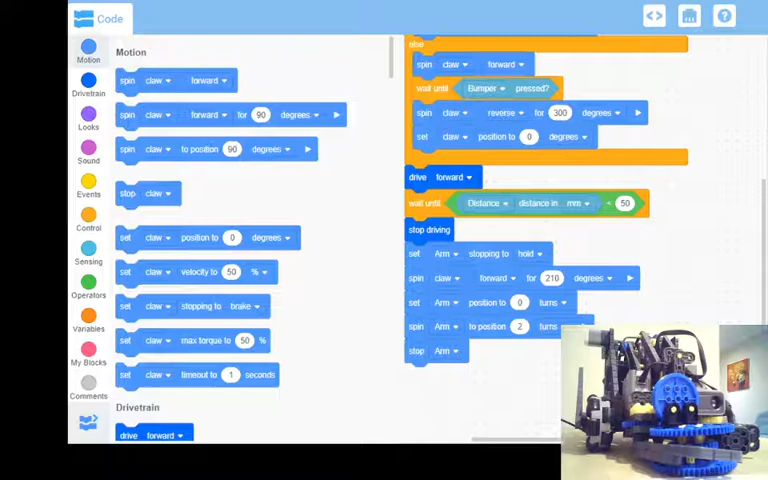 Code
<>
?
Motion
Drivetrain
Looks
Sound
Events
Control
Sensing
Operators
Variables
My Blocks
Comments
Motion
spin claw forward
spin claw forward for 90 degrees
spin claw to position 90 degrees
stop claw
set claw position to 0 degrees
set claw velocity to 50 %
set claw stopping to brake
set claw max torque to 50 %
set claw timeout to 1 seconds
Drivetrain
drive forward
else
spin claw forward
wait until Bumper pressed?
spin claw reverse for 300 degrees
set claw position to 0 degrees
drive forward
wait until Distance distance in mm < 50
stop driving
set Arm stopping to hold
spin claw forward for 210 degrees
set Arm position to 0 turns
spin Arm to position 2 turns
stop Arm